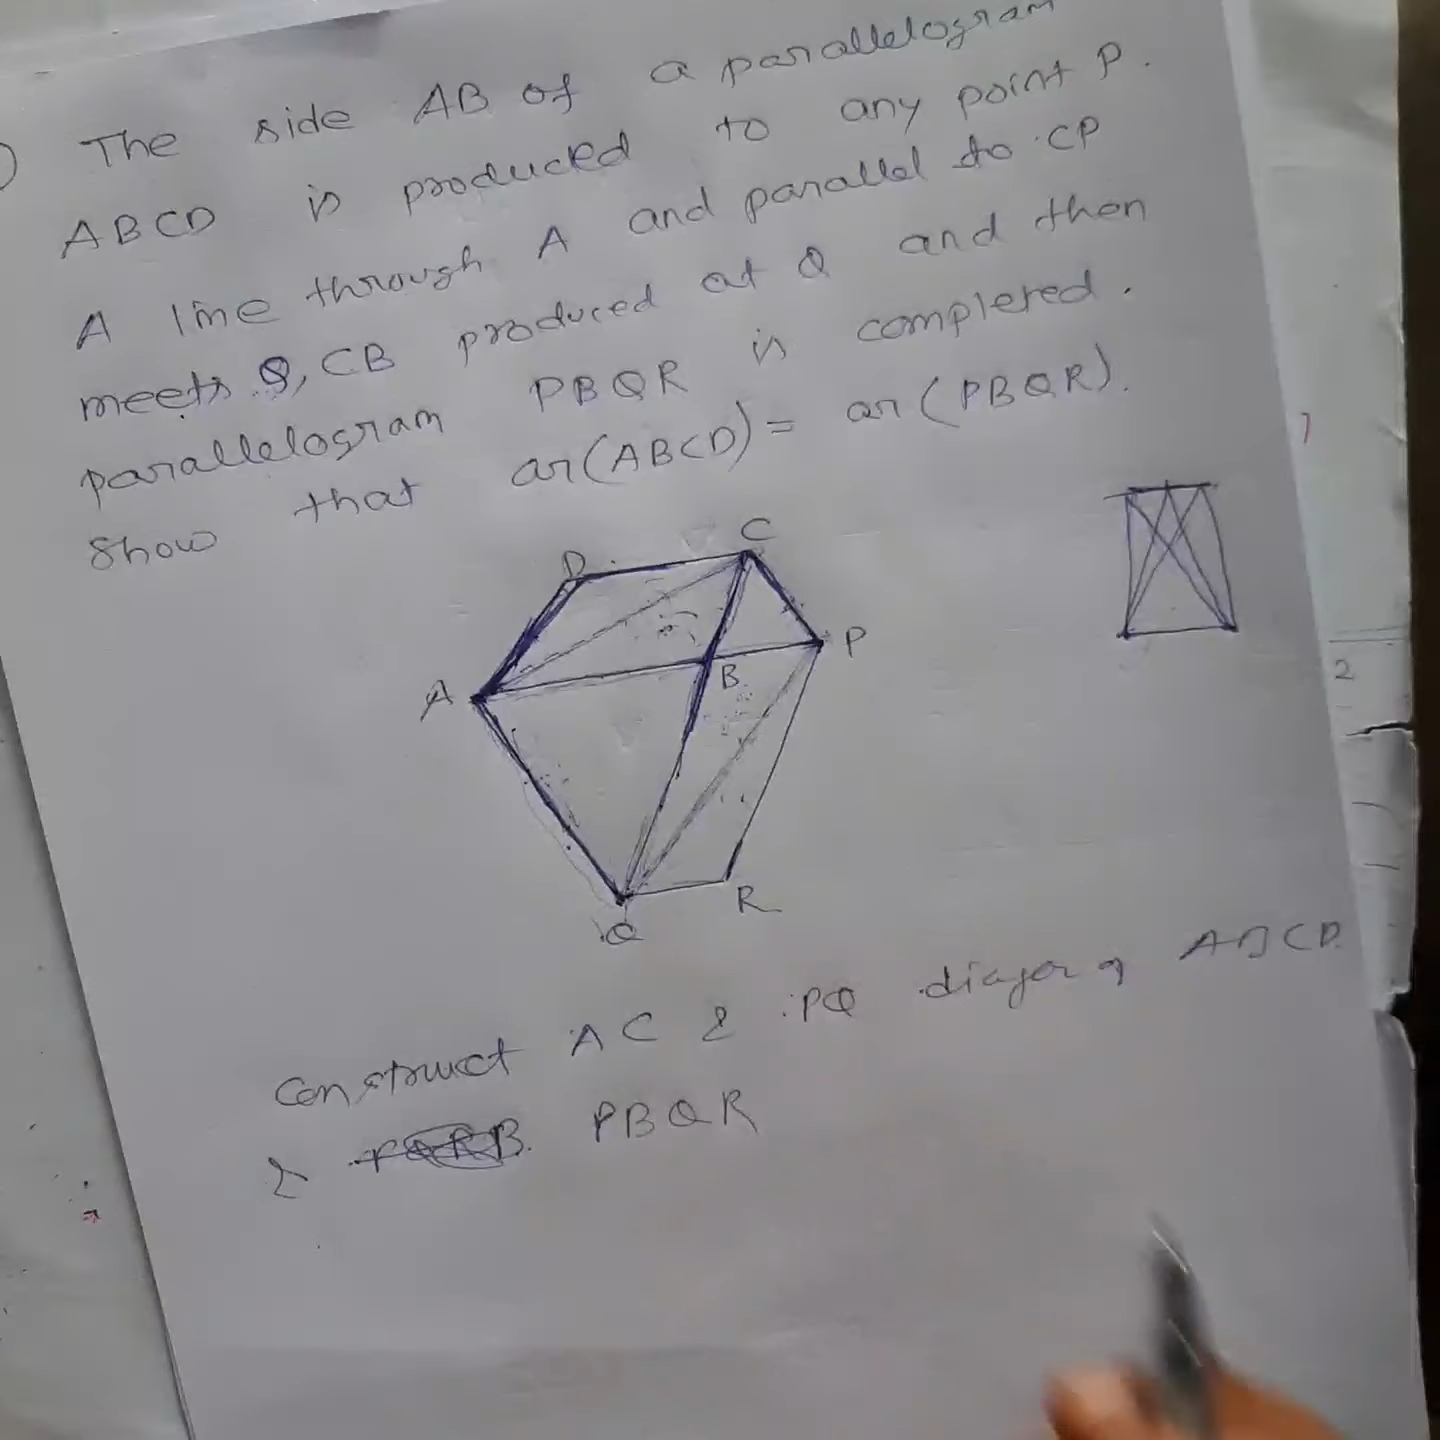 The side AB of a parallelogram
ABCD is produced to any point P.
A line through A and parallel to CP
meets Q, CB produced at Q and then
parallelogram PBQR is completed.
Show that ar(ABCD) = ar(PBQR).
D C
A B P
Q R
2
Construct AC & PQ ABCD
& PBQR